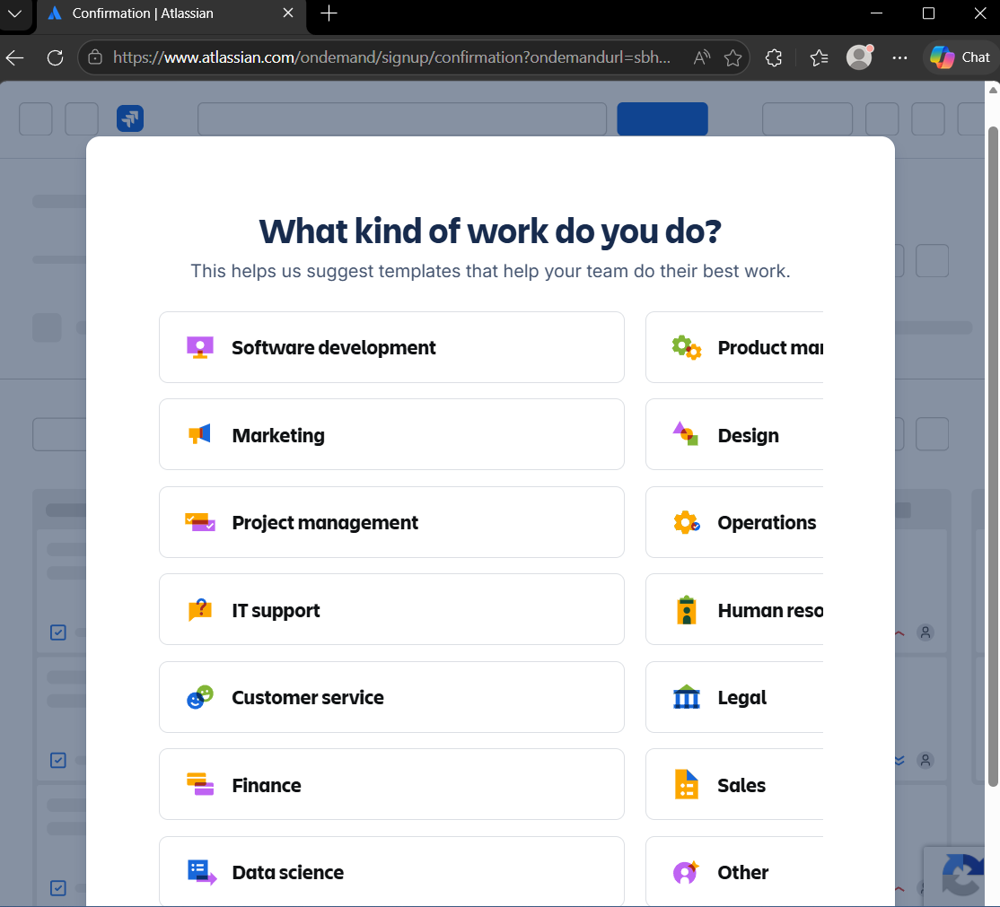 Confirmation | Atlassian
https://www.atlassian.com/ondemand/signup/confirmation?ondemandurl=sbh...
Chat
What kind of work do you do?
This helps us suggest templates that help your team do their best work.
Software development
Product mar
Marketing
Design
Project management
Operations
IT support
Human reso
Customer service
Legal
Finance
Sales
Data science
Other